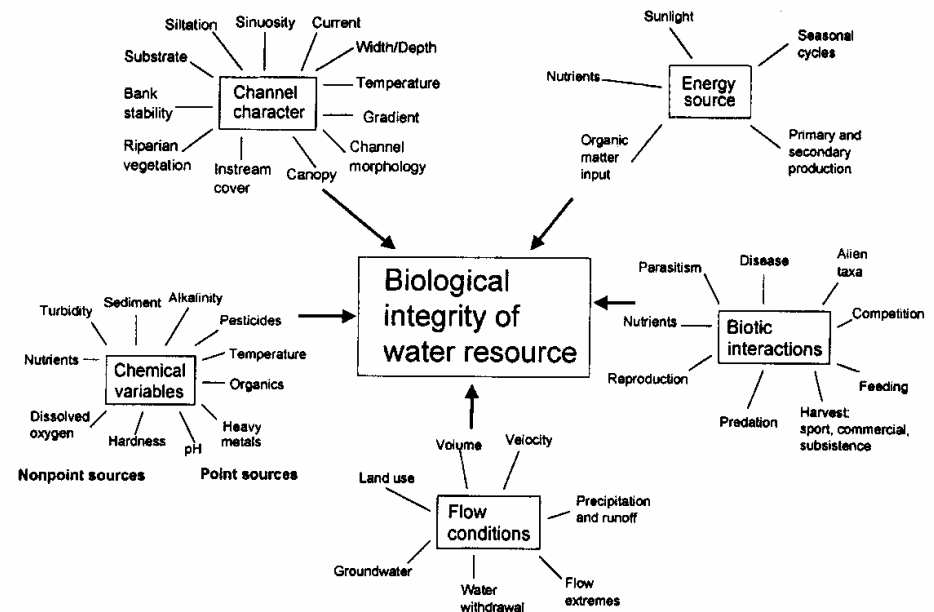 Siltation
Sinuosity
Current
Width/Depth
Substrate
Temperature
Channel
character
Bank
stability
Gradient
Riparian
vegetation
Channel
morphology
Instream
cover
Canopy
Sunlight
Seasonal
cycles
Nutrients
Energy
source
Organic
matter
input
Primary and
secondary
production
Biological
integrity of
water resource
Turbidity
Sediment
Alkalinity
Pesticides
Nutrients
Temperature
Chemical
variables
Organics
Dissolved
oxygen
Hardness
pH
Heavy
metals
Nonpoint sources
Point sources
Parasitism
Disease
Alien
taxa
Nutrients
Competition
Biotic
interactions
Reproduction
Feeding
Predation
Harvest:
sport, commercial,
subsistence
Volume
Velocity
Land use
Precipitation
and runoff
Flow
conditions
Groundwater
Water
withdrawal
Flow
extremes